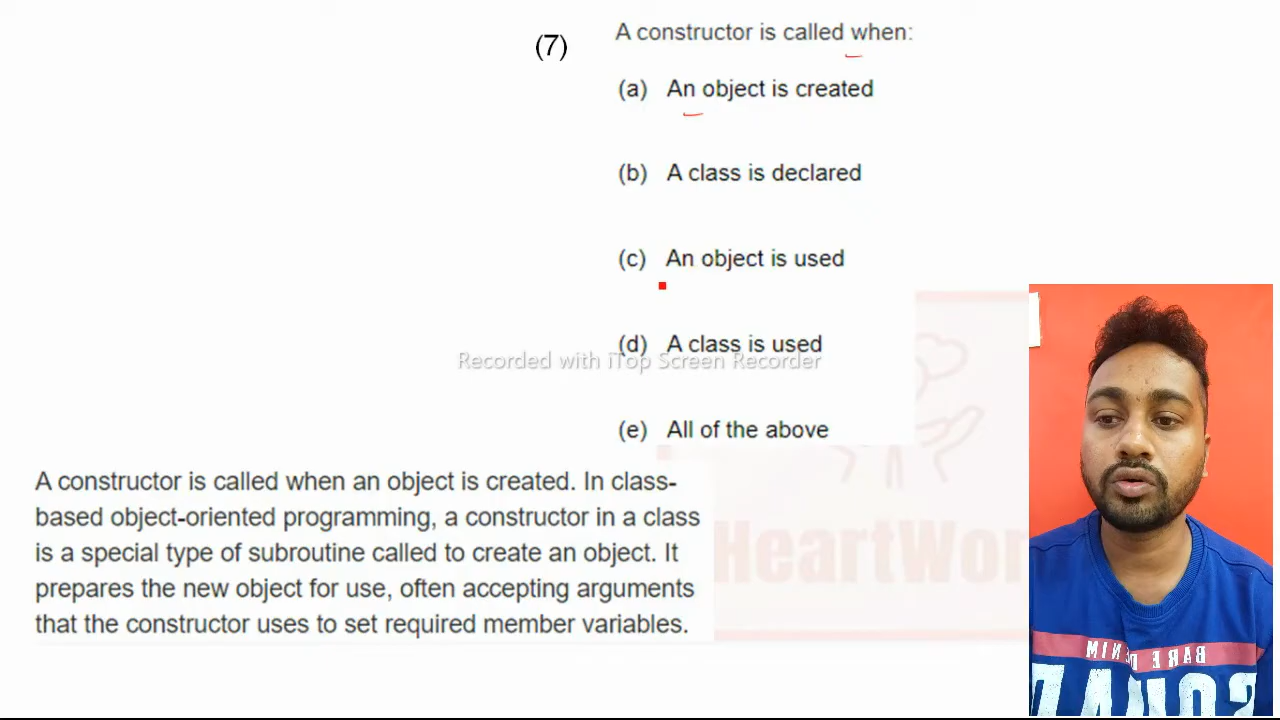 (7) A constructor is called when:
(a) An object is created
(b) A class is declared
(c) An object is used
(d) A class is used
Recorded with iTop Screen Recorder
(e) All of the above
A constructor is called when an object is created. In class-
based object-oriented programming, a constructor in a class
is a special type of subroutine called to create an object. It
prepares the new object for use, often accepting arguments
that the constructor uses to set required member variables.
HeartWor
BARE DENIM